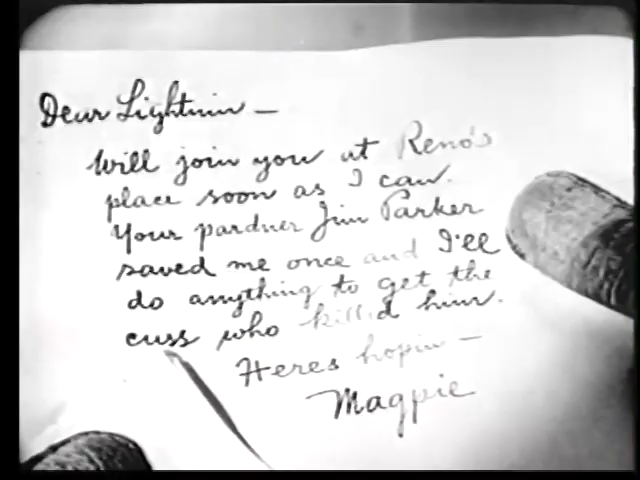 Dear Lightnin —
Will join you at Reno's
place soon as I can.
Your pardner Jim Parker
saved me once and I'll
do anything to get the
cuss who killed him.
Heres hopin —
Magpie